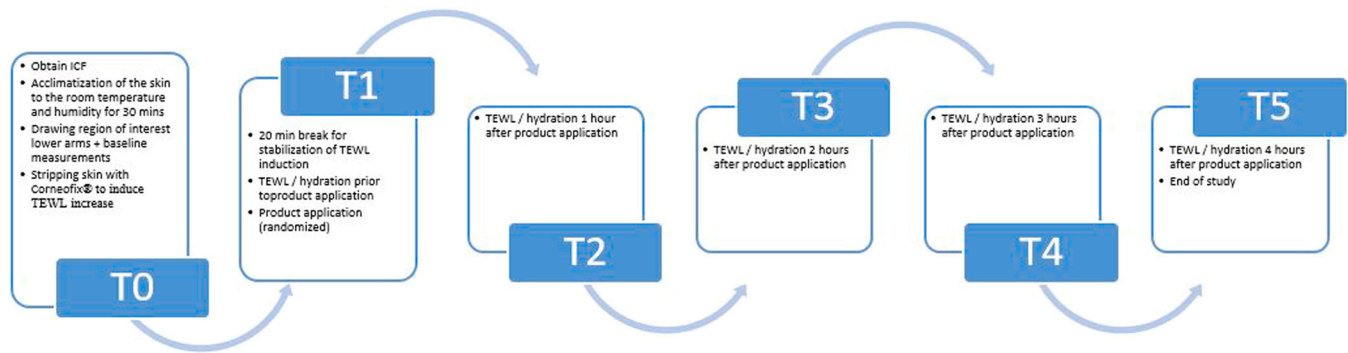 • Obtain ICF
• Acclimatization of the skin
to the room temperature
and humidity for 30 mins
• Drawing region of interest
lower arms + baseline
measurements
• Stripping skin with
Corneofix® to induce
TEWL increase
T0
T1
• 20 min break for
stabilization of TEWL
induction
• TEWL / hydration prior
toproduct application
• Product application
(randomized)
• TEWL / hydration 1 hour
after product application
T2
T3
• TEWL / hydration 2 hours
after product application
• TEWL / hydration 3 hours
after product application
T4
T5
• TEWL / hydration 4 hours
after product application
• End of study